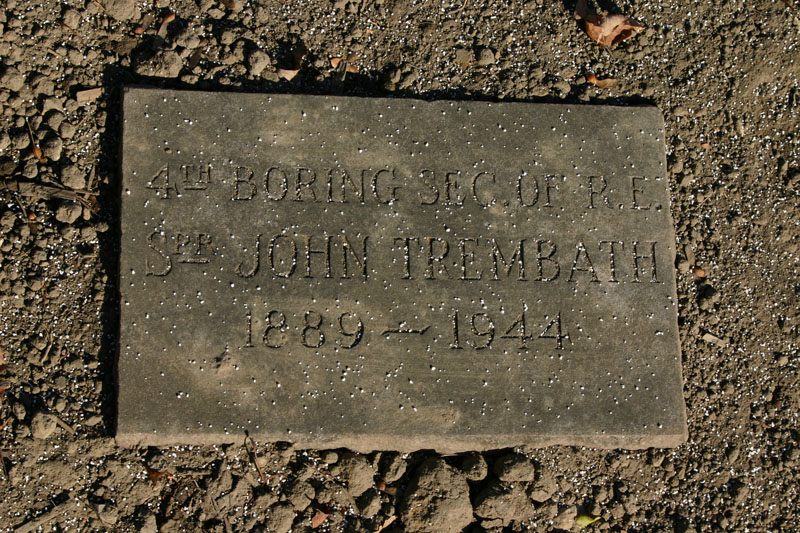 4TH BORING SEC. OF R.E.
SPR JOHN TREMBATH
1889 ~ 1944